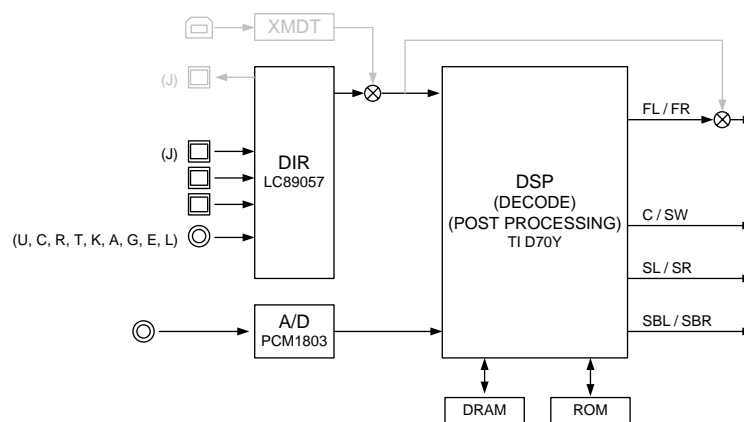 XMDT
(J)
FL / FR
(J)
DIR
LC89057
DSP
(DECODE)
(POST PROCESSING)
TI D70Y
C / SW
(U, C, R, T, K, A, G, E, L)
SL / SR
A/D
PCM1803
SBL / SBR
DRAM
ROM